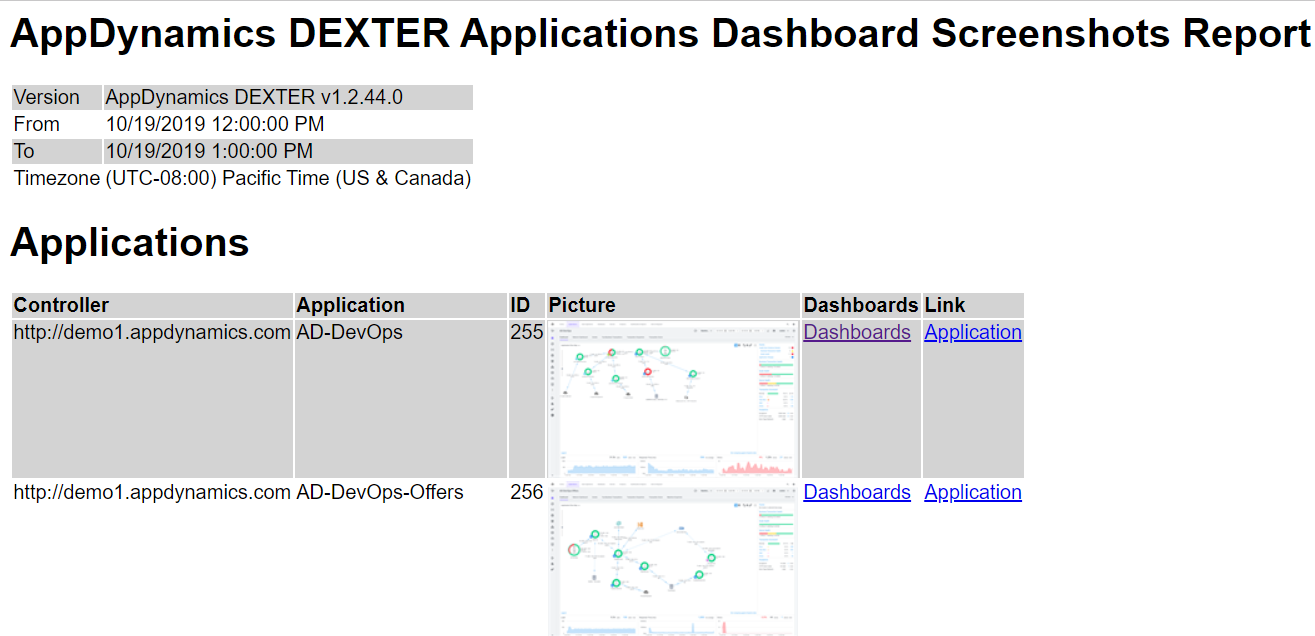 AppDynamics DEXTER Applications Dashboard Screenshots Report
Version AppDynamics DEXTER v1.2.44.0
From 10/19/2019 12:00:00 PM
To 10/19/2019 1:00:00 PM
Timezone (UTC-08:00) Pacific Time (US & Canada)
Applications
Controller Application ID Picture Dashboards Link
http://demo1.appdynamics.com AD-DevOps 255 Dashboards Application
http://demo1.appdynamics.com AD-DevOps-Offers 256 Dashboards Application